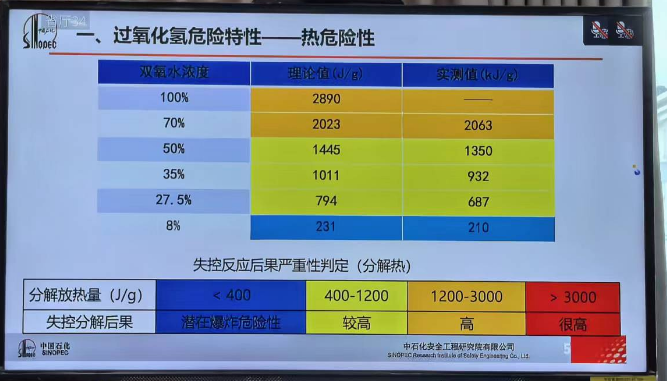 SINOPEC
一、过氧化氢危险特性——热危险性
双氧水浓度 理论值(J/g) 实测值(kJ/g)
100% 2890 ——
70% 2023 2063
50% 1445 1350
35% 1011 932
27.5% 794 687
8% 231 210
失控反应后果严重性判定（分解热）
分解放热量（J/g） < 400 400-1200 1200-3000 > 3000
失控分解后果 潜在爆炸危险性 较高 高 很高
中国石化
SINOPEC
中石化安全工程研究院有限公司
SINOPEC Research Institute of Safety Engineering Co., Ltd.
5